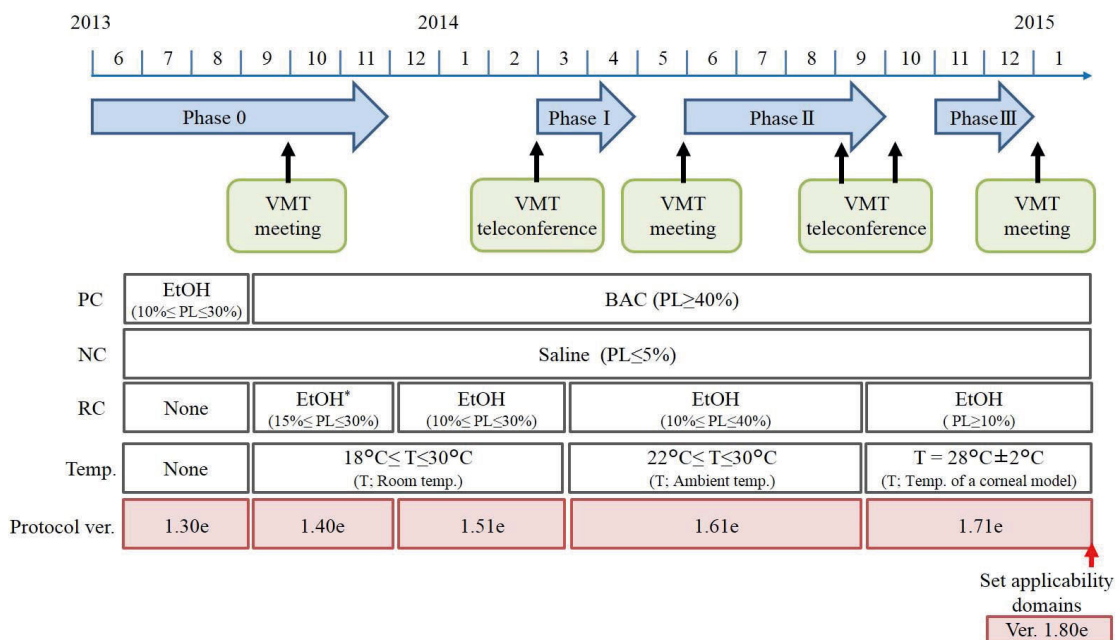 2013 2014 2015
6 7 8 9 10 11 12 1 2 3 4 5 6 7 8 9 10 11 12 1
Phase 0 Phase I Phase II Phase III
VMT
meeting
VMT
teleconference
VMT
meeting
VMT
teleconference
VMT
meeting
PC
EtOH
(10%≤ PL≤30%)
BAC (PL≥40%)
NC
Saline (PL≤5%)
RC
None
EtOH*
(15%≤ PL≤30%)
EtOH
(10%≤ PL≤30%)
EtOH
(10%≤ PL≤40%)
EtOH
( PL≥10%)
Temp.
None
18°C≤ T≤30°C
(T; Room temp.)
22°C≤ T≤30°C
(T; Ambient temp.)
T = 28°C±2°C
(T; Temp. of a corneal model)
Protocol ver. 1.30e 1.40e 1.51e 1.61e 1.71e
Set applicability
domains
Ver. 1.80e